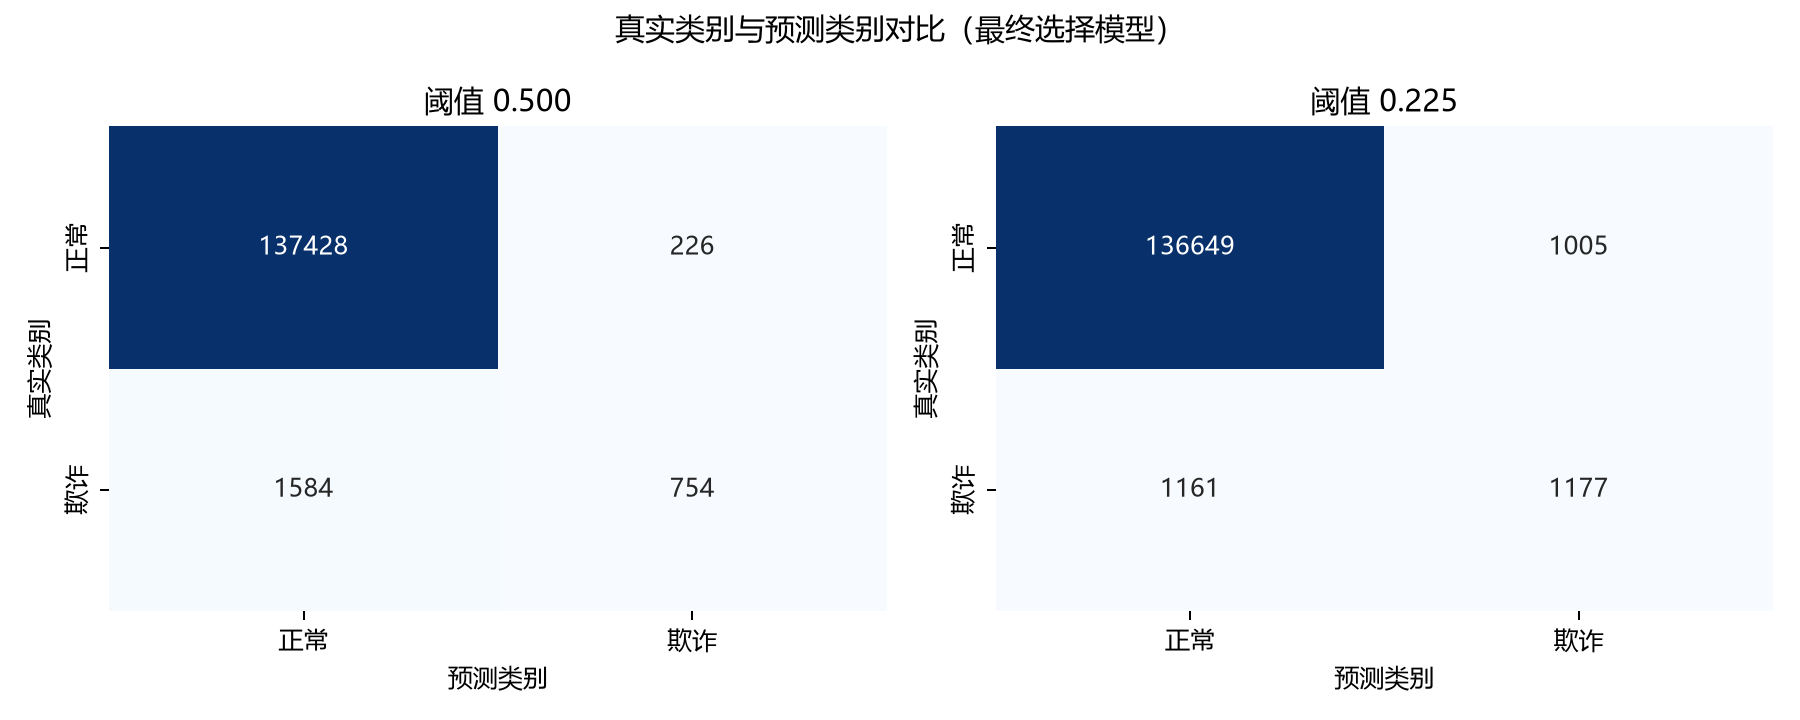 真实类别与预测类别对比（最终选择模型）
阈值 0.500
正常
137428
226
真实类别
欺诈
1584
754
正常
欺诈
预测类别
阈值 0.225
正常
136649
1005
真实类别
欺诈
1161
1177
正常
欺诈
预测类别